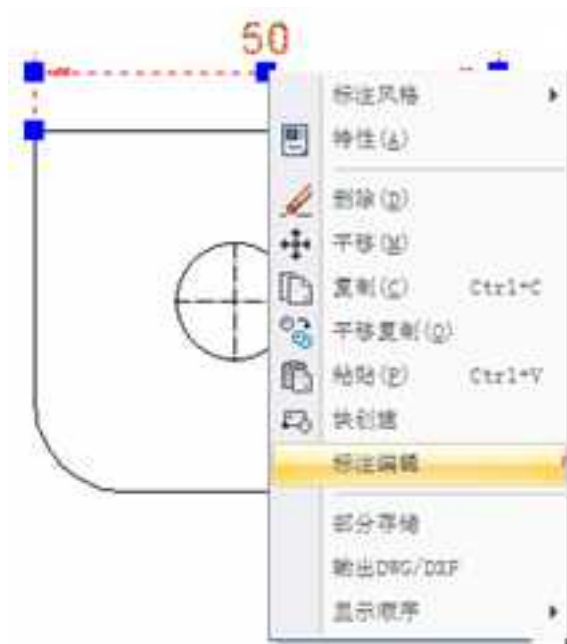 50
标注风格
特性(A)
删除(D)
平移(M)
复制(C) Ctrl+C
平移复制(Q)
粘贴(P) Ctrl+V
块创建
标注编辑
部分存储
输出DWG/DXF
显示顺序